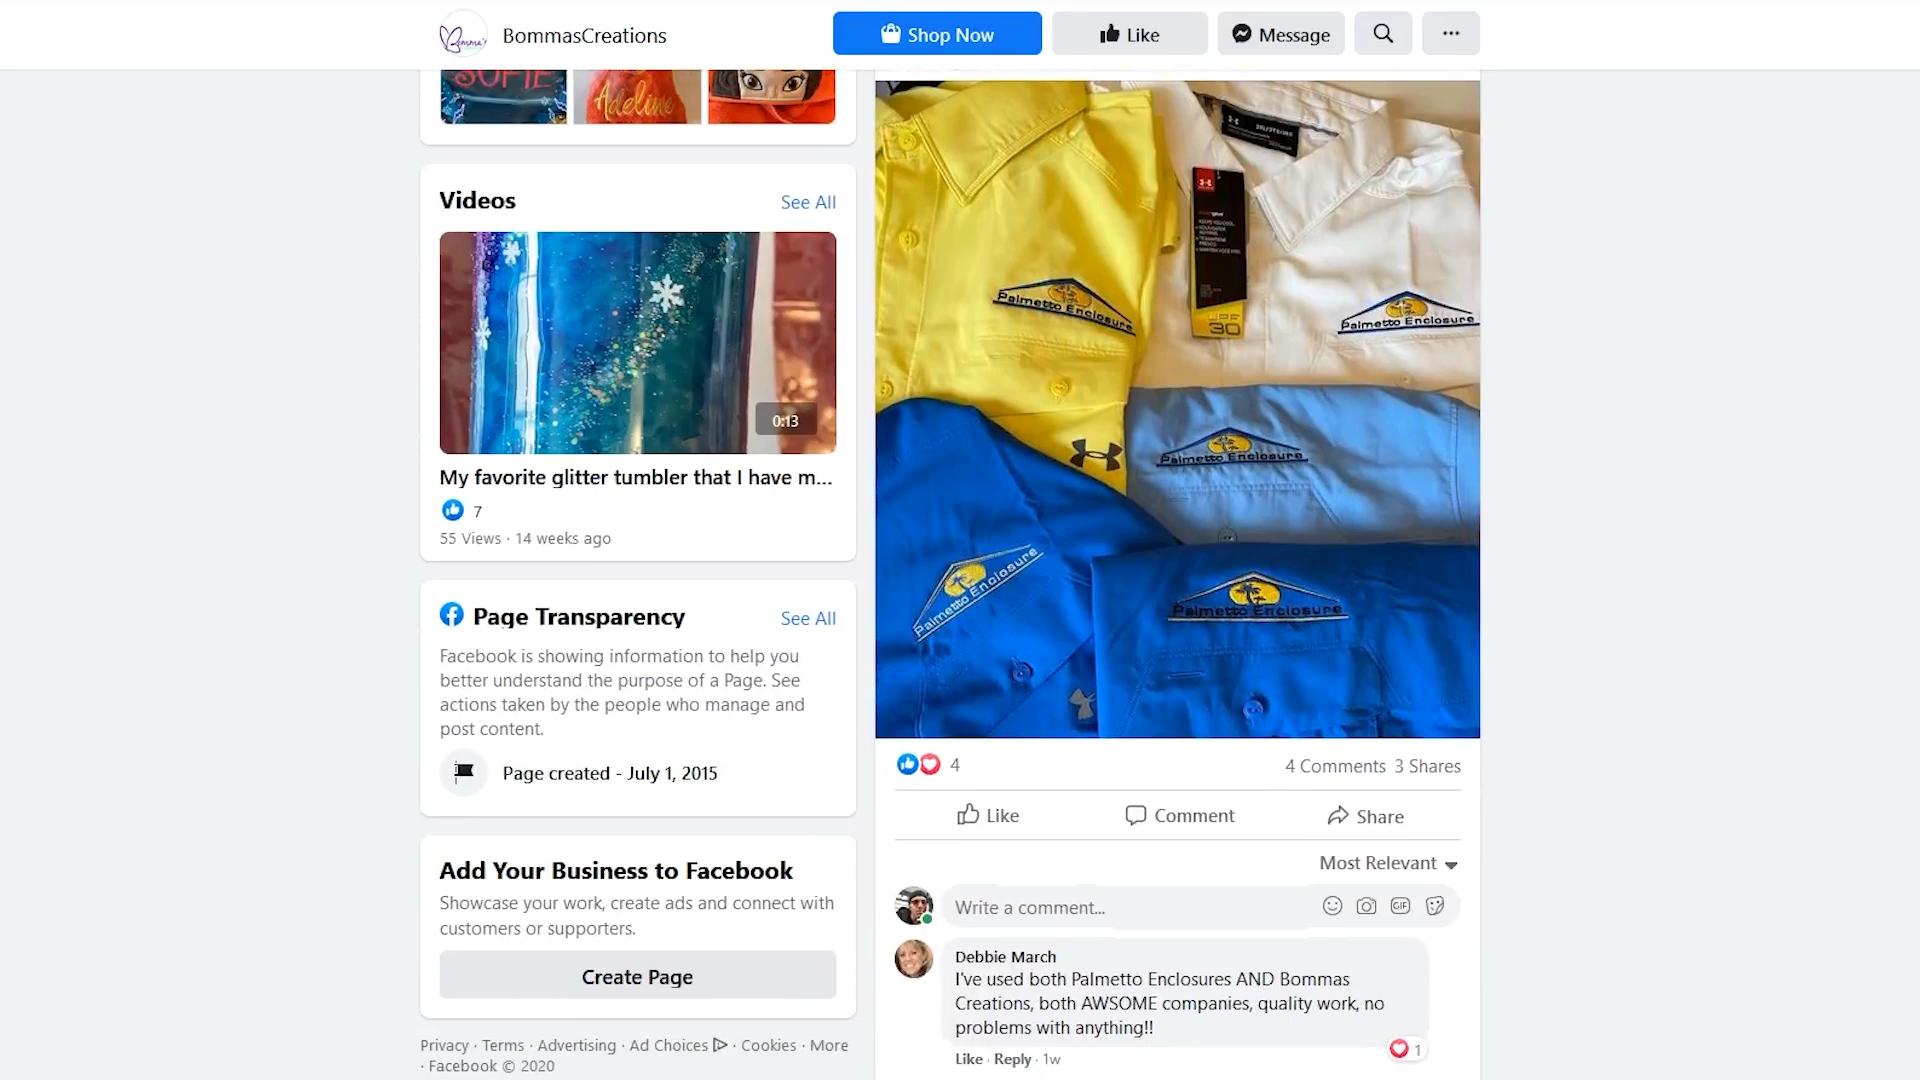 BommasCreations
Shop Now
Like
Message
SOFIE
Adeline
Videos
See All
0:13
My favorite glitter tumbler that I have m...
7
55 Views · 14 weeks ago
Page Transparency
See All
Facebook is showing information to help you
better understand the purpose of a Page. See
actions taken by the people who manage and
post content.
Page created - July 1, 2015
Add Your Business to Facebook
Showcase your work, create ads and connect with
customers or supporters.
Create Page
Privacy · Terms · Advertising · Ad Choices · Cookies · More
· Facebook © 2020
Palmetto Enclosure
UPF
30
Palmetto Enclosure
Palmetto Enclosure
Palmetto Enclosure
Palmetto Enclosure
4
4 Comments 3 Shares
Like
Comment
Share
Most Relevant
Write a comment...
GIF
Debbie March
I've used both Palmetto Enclosures AND Bommas
Creations, both AWSOME companies, quality work, no
problems with anything!!
Like · Reply · 1w
1